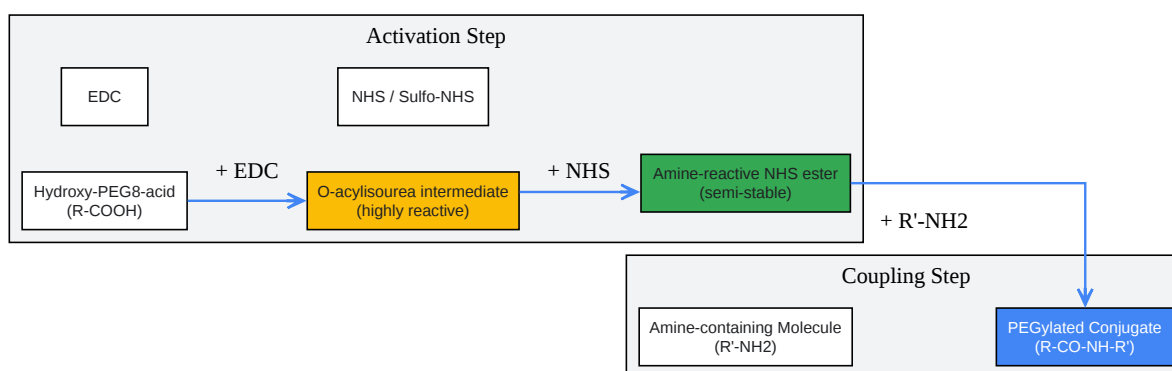 Activation Step
EDC
NHS / Sulfo-NHS
Hydroxy-PEG8-acid
(R-COOH)
+ EDC
O-acylisourea intermediate
(highly reactive)
+ NHS
Amine-reactive NHS ester
(semi-stable)
+ R'-NH2
Coupling Step
Amine-containing Molecule
(R'-NH2)
PEGylated Conjugate
(R-CO-NH-R')